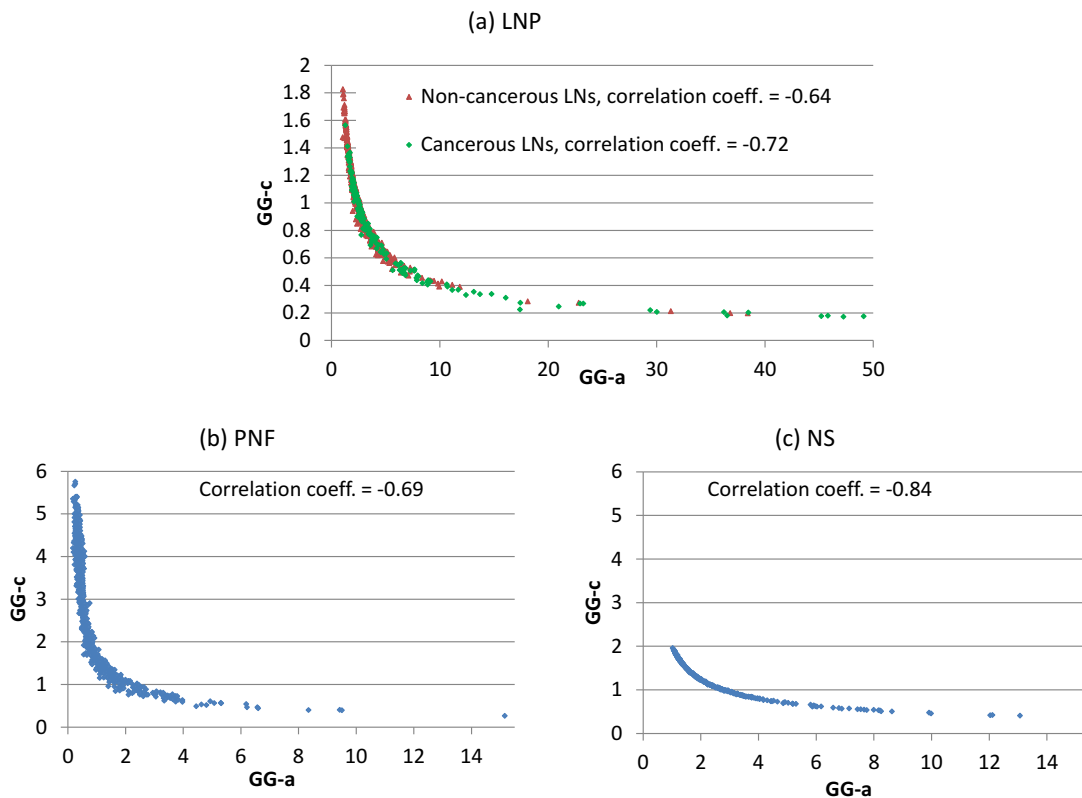 (a) LNP
2
1.8
1.6
1.4
1.2
1
0.8
0.6
0.4
0.2
0
GG-c
Non-cancerous LNs, correlation coeff. = -0.64
Cancerous LNs, correlation coeff. = -0.72
0 10 20 30 40 50
GG-a
(b) PNF
6
5
4
3
2
1
0
GG-c
Correlation coeff. = -0.69
0 2 4 6 8 10 12 14
GG-a
(c) NS
6
5
4
3
2
1
0
GG-c
Correlation coeff. = -0.84
0 2 4 6 8 10 12 14
GG-a